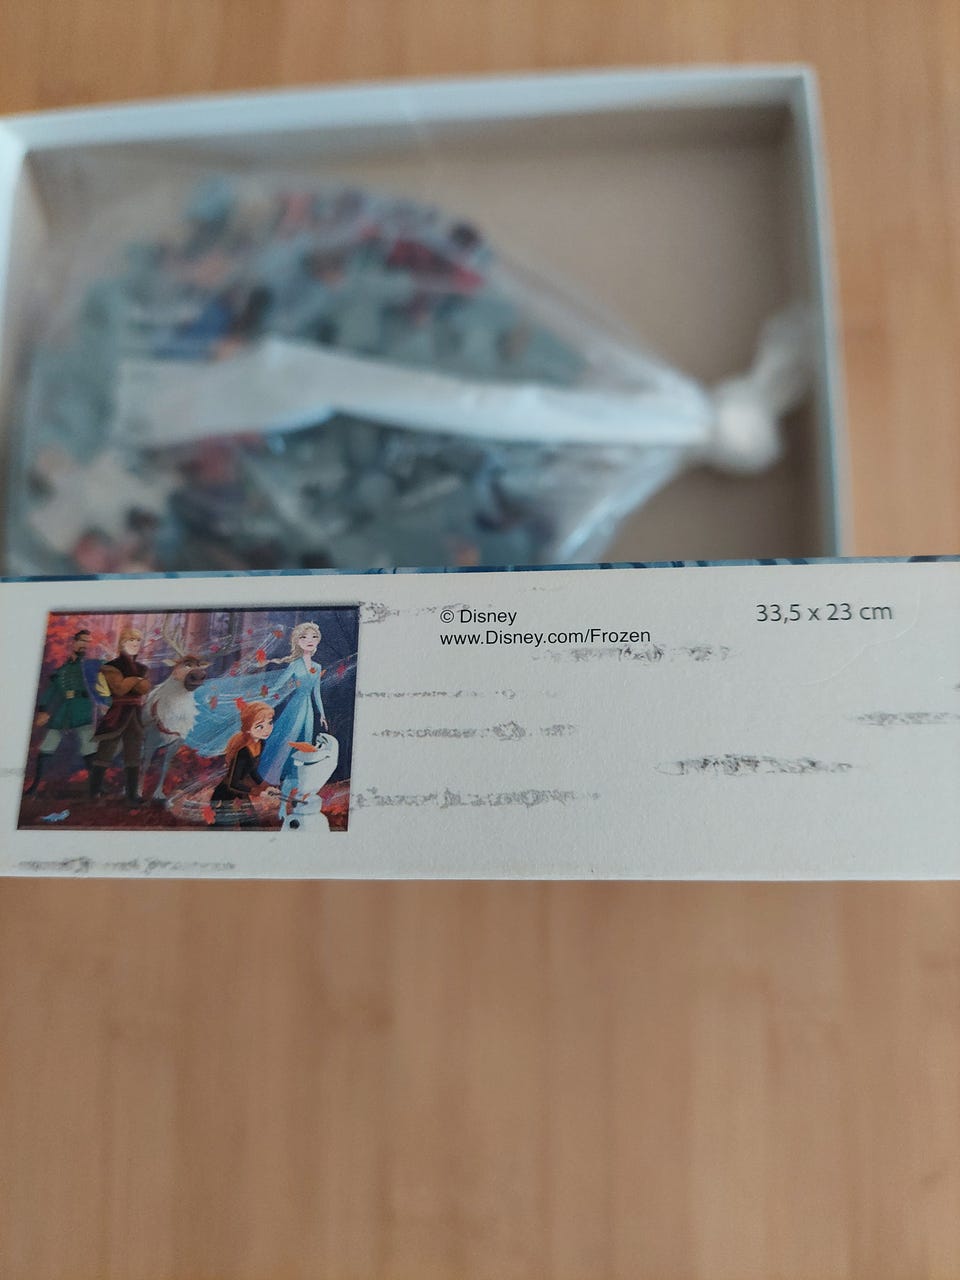 © Disney
www.Disney.com/Frozen
33,5 x 23 cm